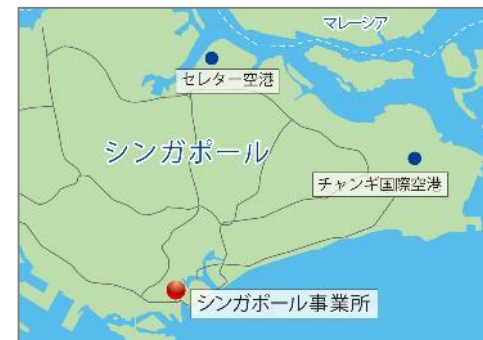 マレーシア
セレター空港
シンガポール
チャンギ国際空港
シンガポール事業所